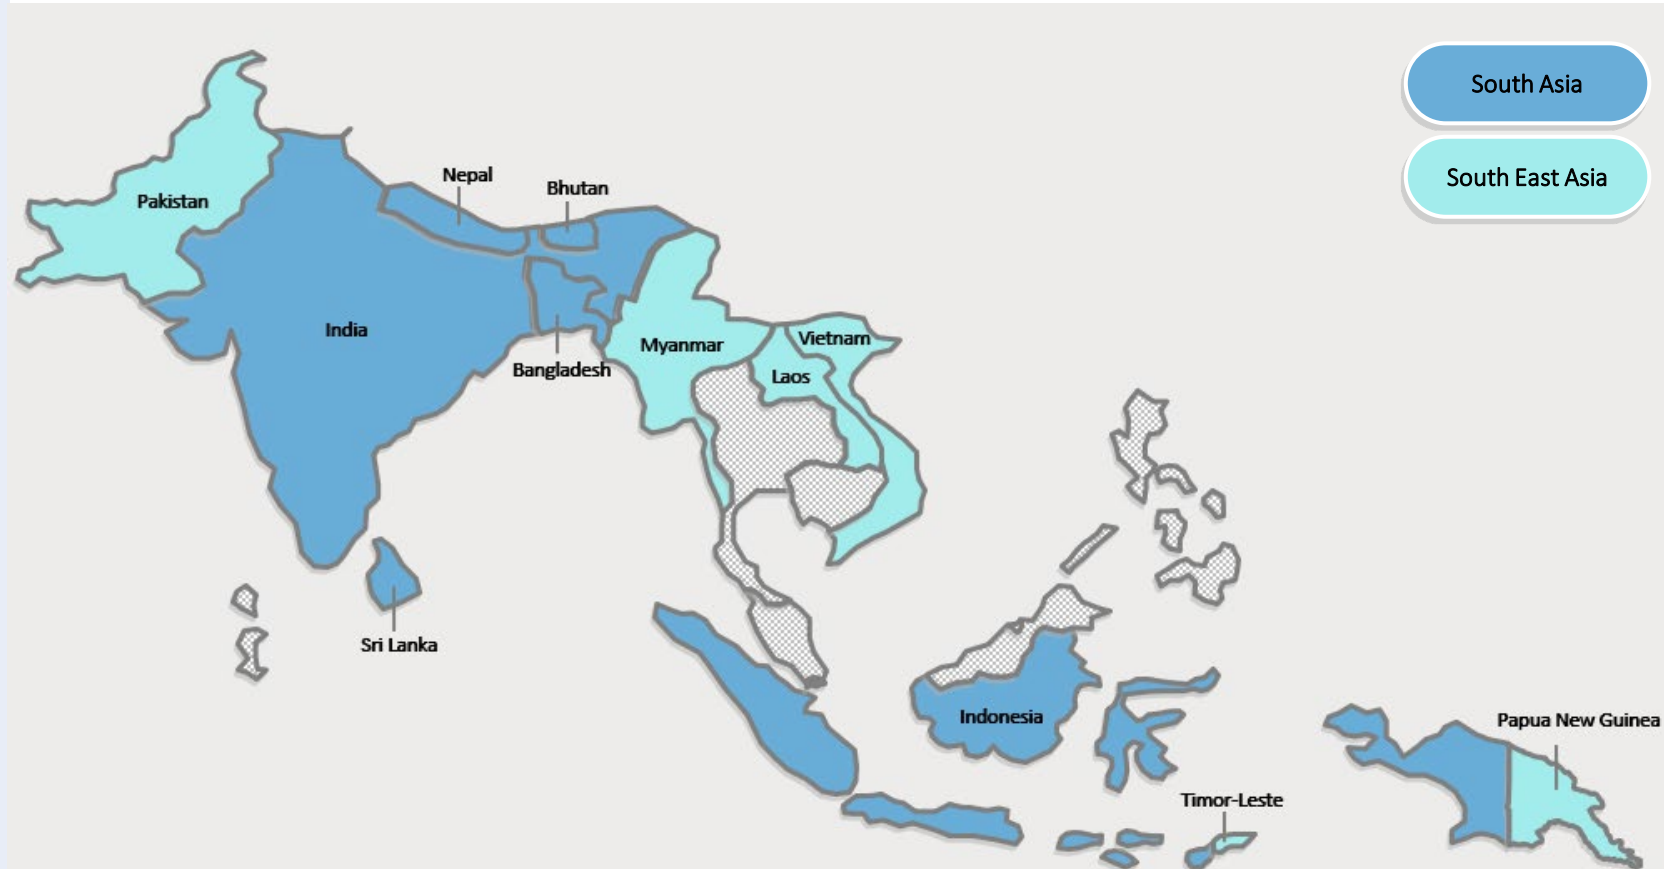 South Asia
South East Asia
Nepal
Bhutan
Pakistan
India
Bangladesh
Myanmar
Vietnam
Laos
Sri Lanka
Indonesia
Papua New Guinea
Timor-Leste